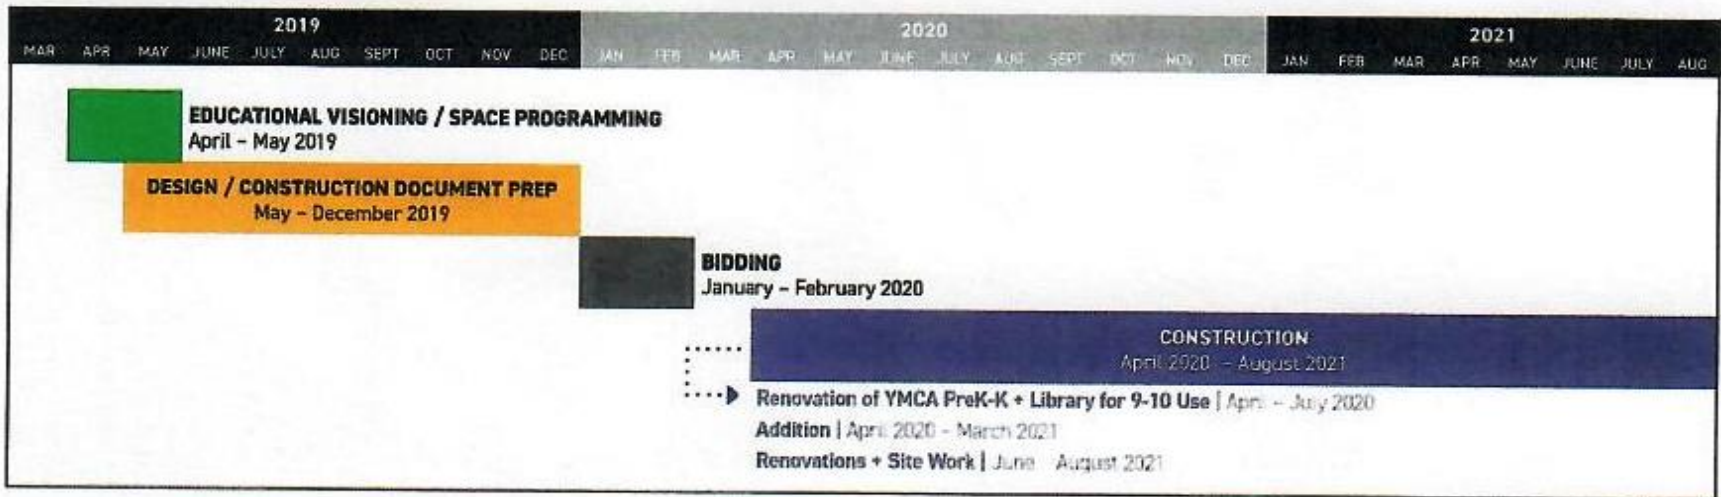 2019 2020 2021
MAR APR MAY JUNE JULY AUG SEPT OCT NOV DEC JAN FEB MAR APR MAY JUNE JULY AUG SEPT OCT NOV DEC JAN FEB MAR APR MAY JUNE JULY AUG
EDUCATIONAL VISIONING / SPACE PROGRAMMING
April – May 2019
DESIGN / CONSTRUCTION DOCUMENT PREP
May – December 2019
BIDDING
January – February 2020
CONSTRUCTION
April 2020 – August 2021
Renovation of YMCA PreK-K + Library for 9-10 Use | April – July 2020
Addition | April 2020 – March 2021
Renovations + Site Work | June August 2021